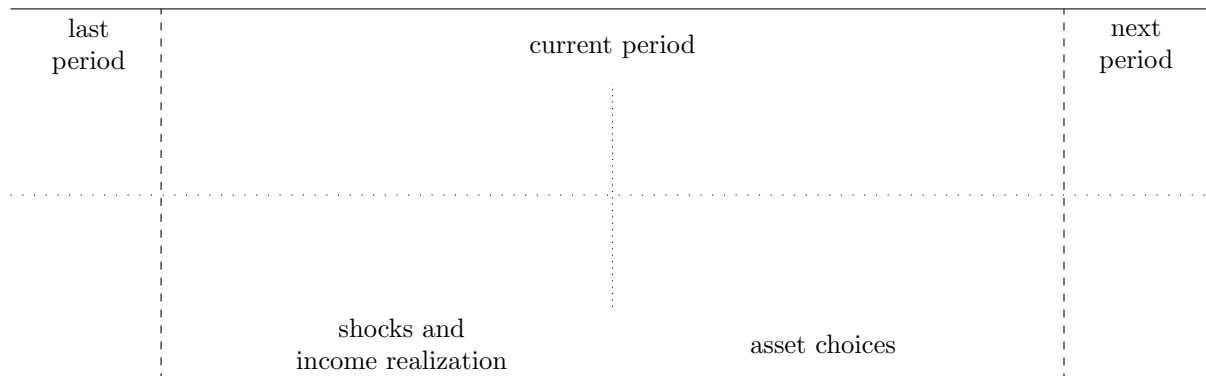 last
period
current period
next
period
shocks and
income realization
asset choices